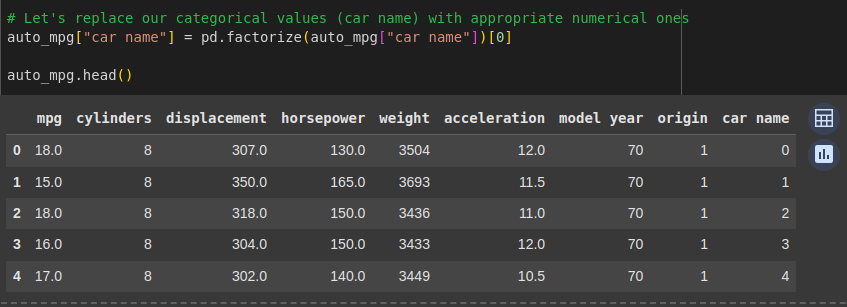 # Let's replace our categorical values (car name) with appropriate numerical ones
auto_mpg["car name"] = pd.factorize(auto_mpg["car name"])[0]
auto_mpg.head()
mpg cylinders displacement horsepower weight acceleration model year origin car name
0 18.0 8 307.0 130.0 3504 12.0 70 1 0
1 15.0 8 350.0 165.0 3693 11.5 70 1 1
2 18.0 8 318.0 150.0 3436 11.0 70 1 2
3 16.0 8 304.0 150.0 3433 12.0 70 1 3
4 17.0 8 302.0 140.0 3449 10.5 70 1 4